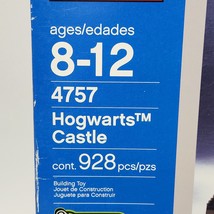 ages/edades
8-12
4757
Hogwarts™
Castle
cont. 928 pcs/pzs
Building Toy
Jouet de Construction
Juguete para Construir